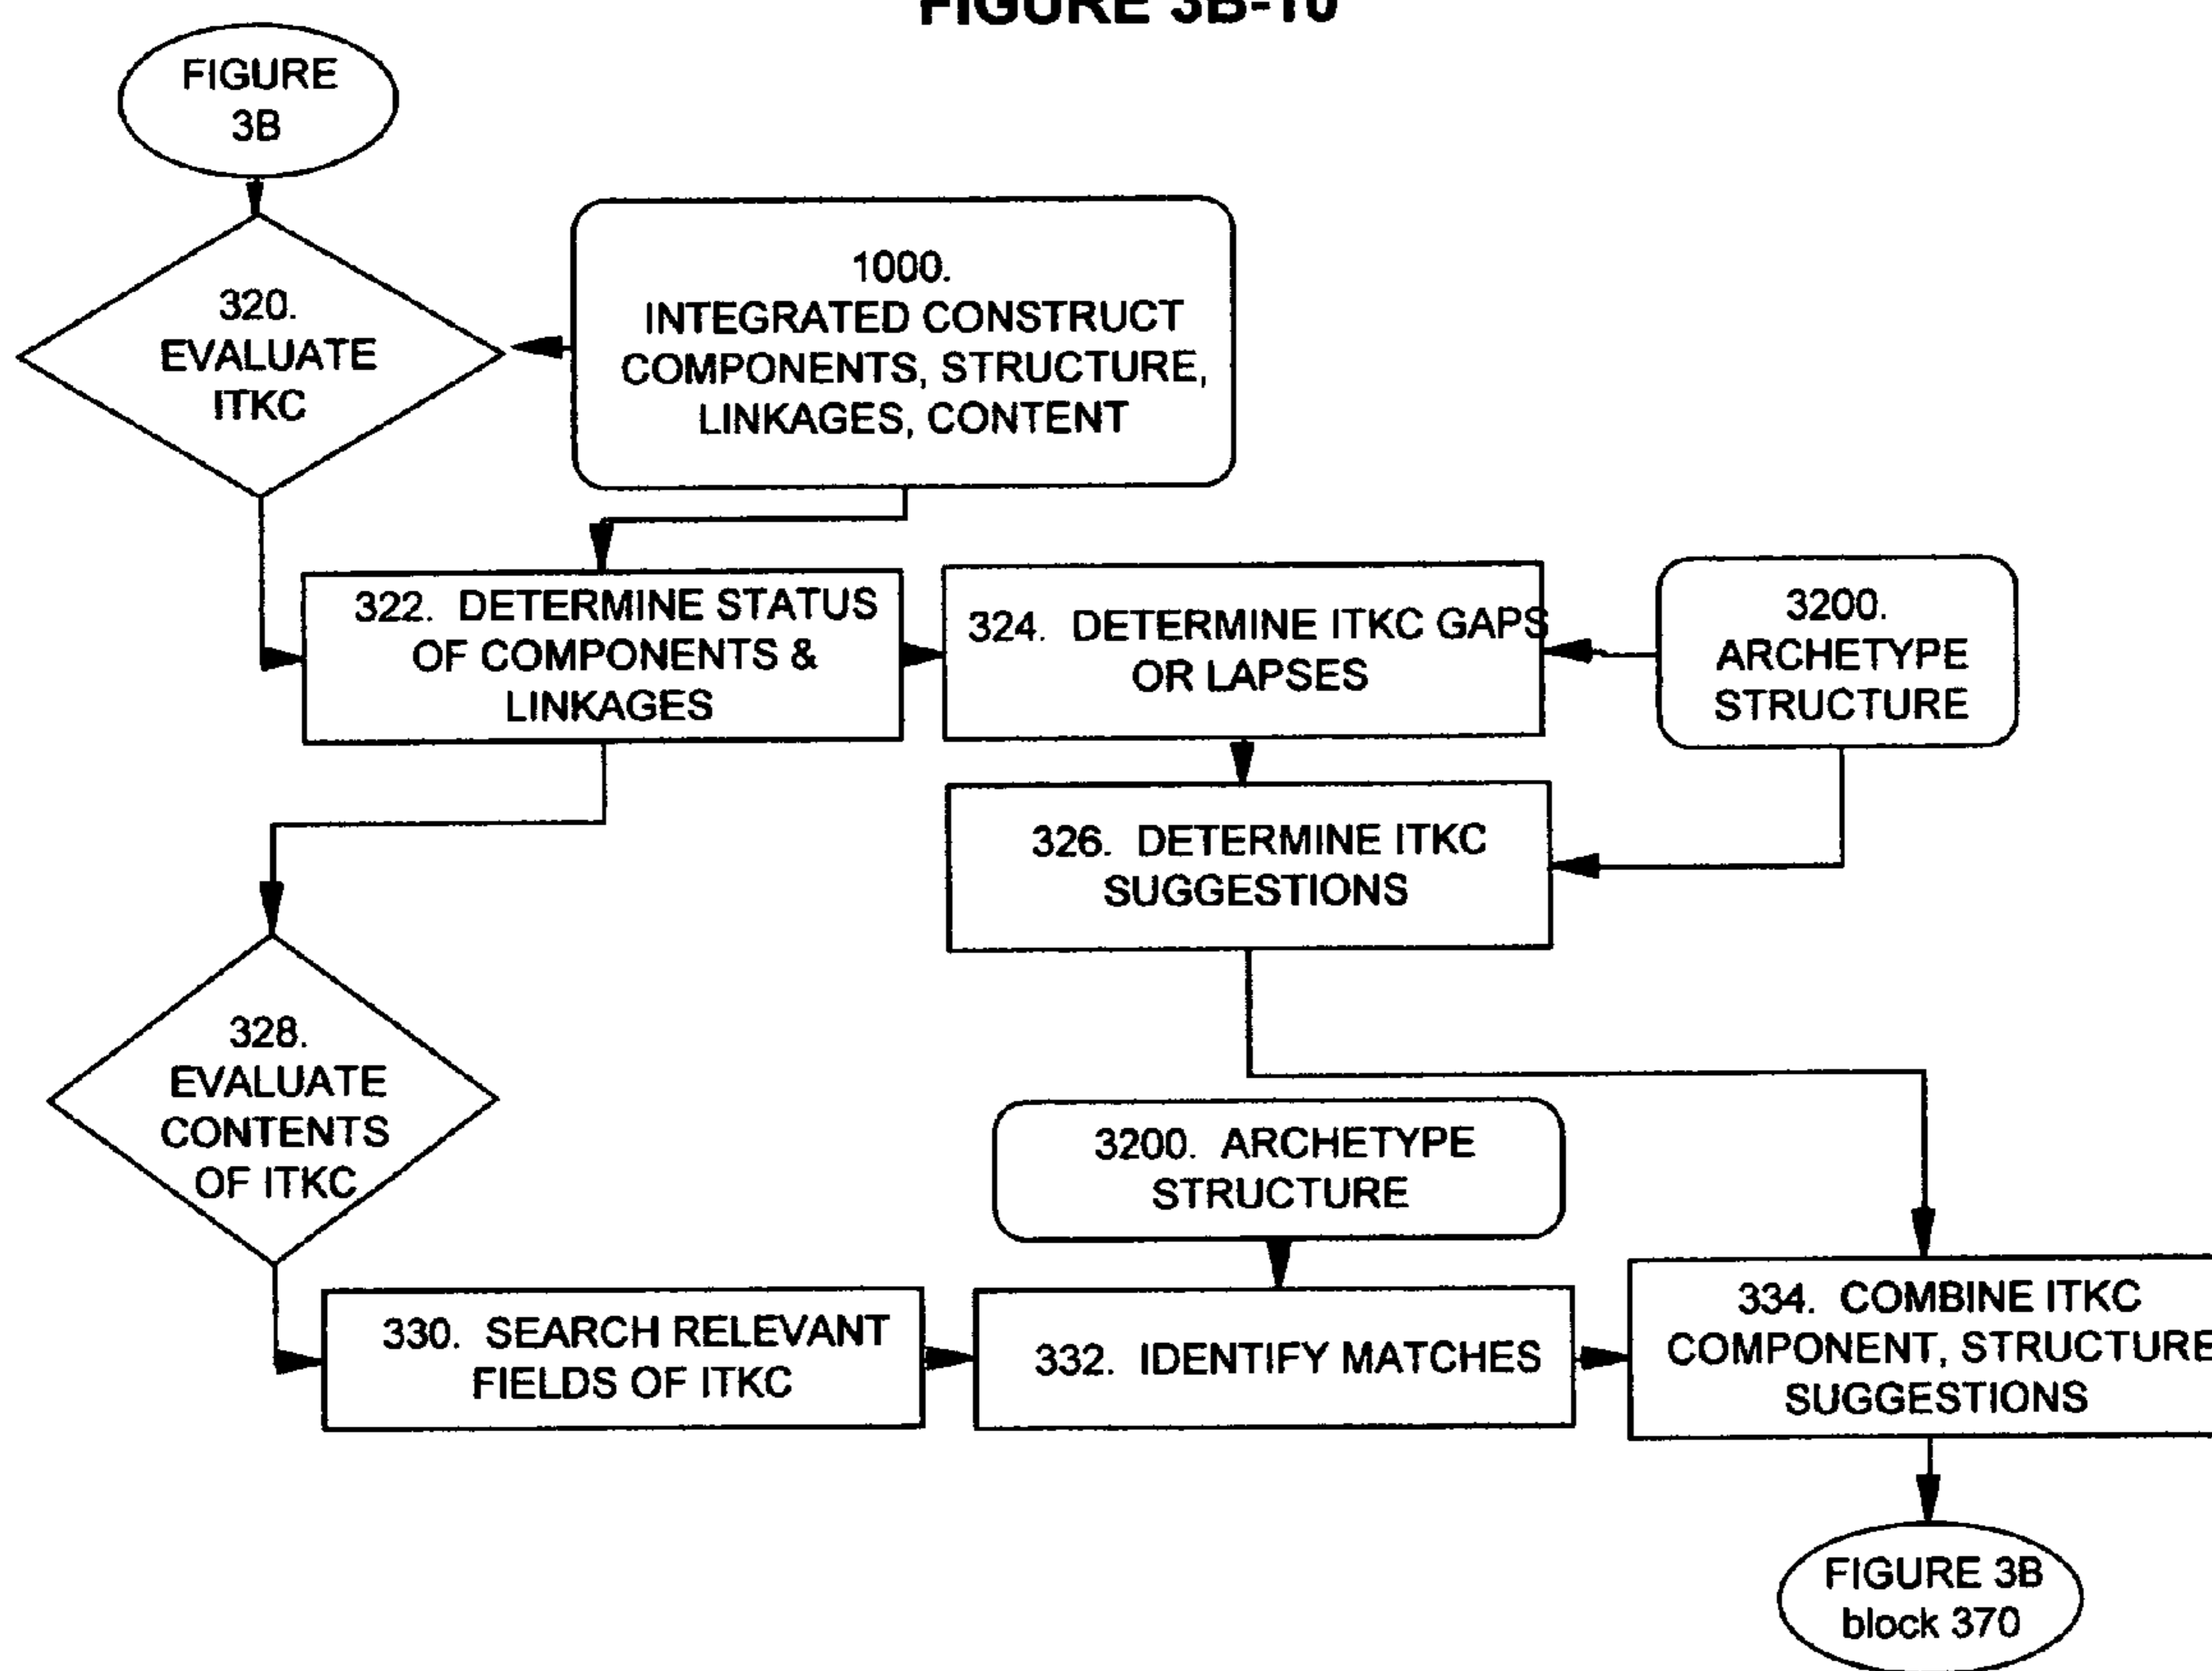 FIGURE 3B-10
FIGURE
3B
320.
EVALUATE
ITKC
1000.
INTEGRATED CONSTRUCT
COMPONENTS, STRUCTURE,
LINKAGES, CONTENT
322. DETERMINE STATUS
OF COMPONENTS &
LINKAGES
324. DETERMINE ITKC GAPS
OR LAPSES
3200.
ARCHETYPE
STRUCTURE
326. DETERMINE ITKC
SUGGESTIONS
328.
EVALUATE
CONTENTS
OF ITKC
3200. ARCHETYPE
STRUCTURE
330. SEARCH RELEVANT
FIELDS OF ITKC
332. IDENTIFY MATCHES
334. COMBINE ITKC
COMPONENT, STRUCTURE
SUGGESTIONS
FIGURE 3B
block 370